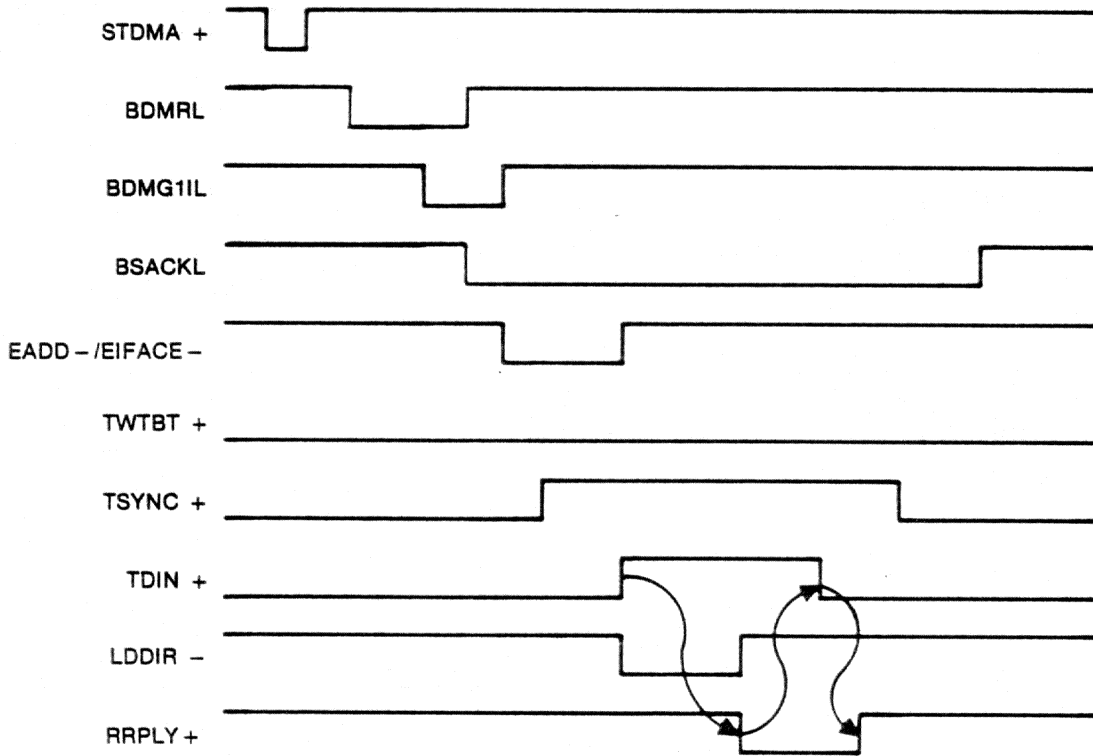 STDMA +
BDMRL
BDMG1IL
BSACKL
EADD – /EIFACE –
TWTBT +
TSYNC +
TDIN +
LDDIR –
RRPLY +